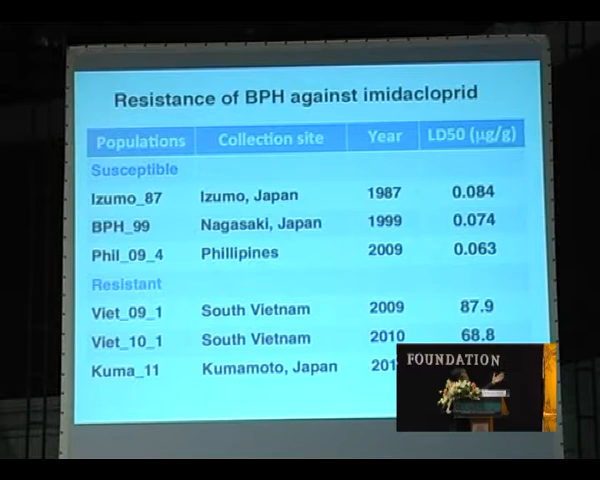 Resistance of BPH against imidacloprid
Populations Collection site Year LD50 (µg/g)
Susceptible
Izumo_87 Izumo, Japan 1987 0.084
BPH_99 Nagasaki, Japan 1999 0.074
Phil_09_4 Phillipines 2009 0.063
Resistant
Viet_09_1 South Vietnam 2009 87.9
Viet_10_1 South Vietnam 2010 68.8
Kuma_11 Kumamoto, Japan
FOUNDATION